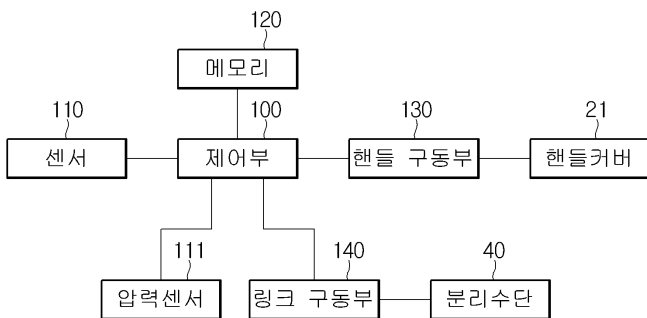 120
메모리
110
100
130
21
센서
제어부
핸들 구동부
핸들커버
111
140
40
압력센서
링크 구동부
분리수단